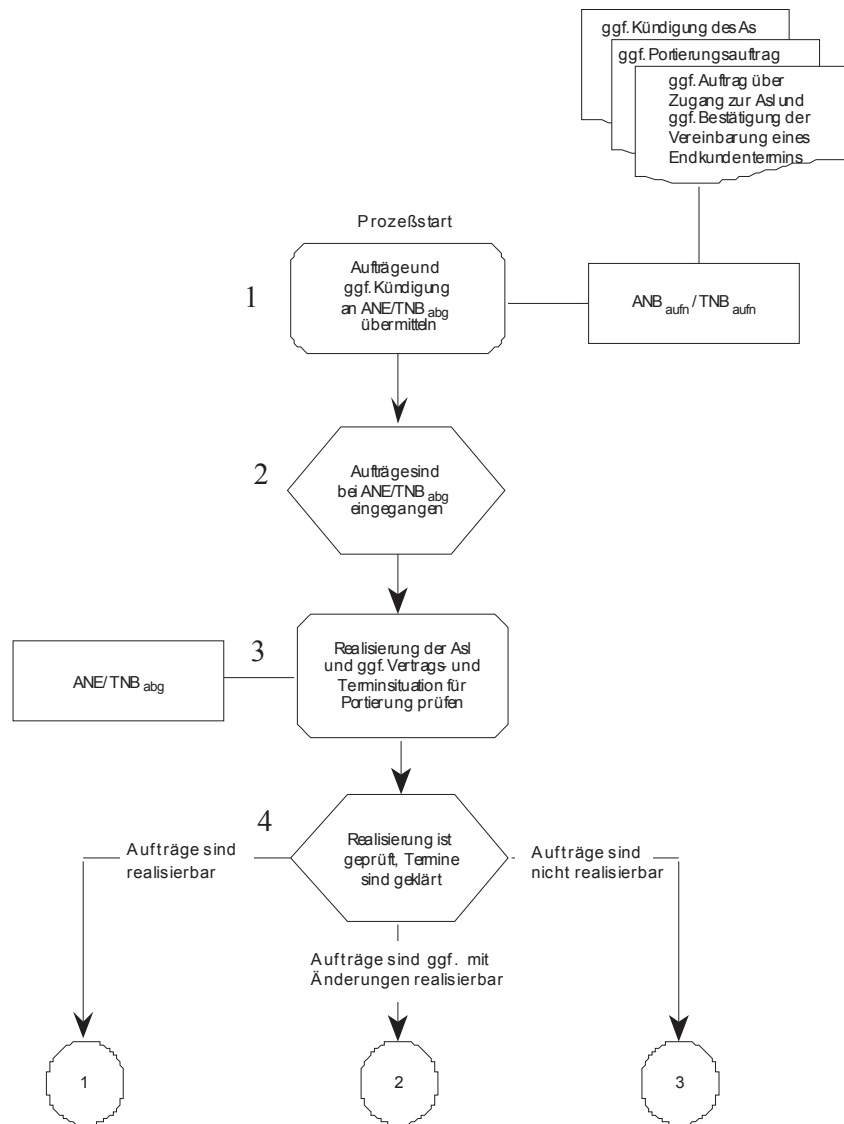 ggf. Kündigung des As
ggf. Portierungsauftrag
ggf. Auftrag über
Zugang zur Asl und
ggf. Bestätigung der
Vereinbarung eines
Endkundentermins
Prozeßstart
1
Aufträge und
ggf. Kündigung
an ANE/TNB abg
übermitteln
ANB aufn / TNB aufn
2
Aufträge sind
bei ANE/TNB abg
eingegangen
3
ANE/TNB abg
Realisierung der Asl
und ggf. Vertrags- und
Terminsituation für
Portierung prüfen
4
Realisierung ist
geprüft, Termine
sind geklärt
Aufträge sind
realisierbar
Aufträge sind
nicht realisierbar
Aufträge sind ggf. mit
Änderungen realisierbar
1
2
3